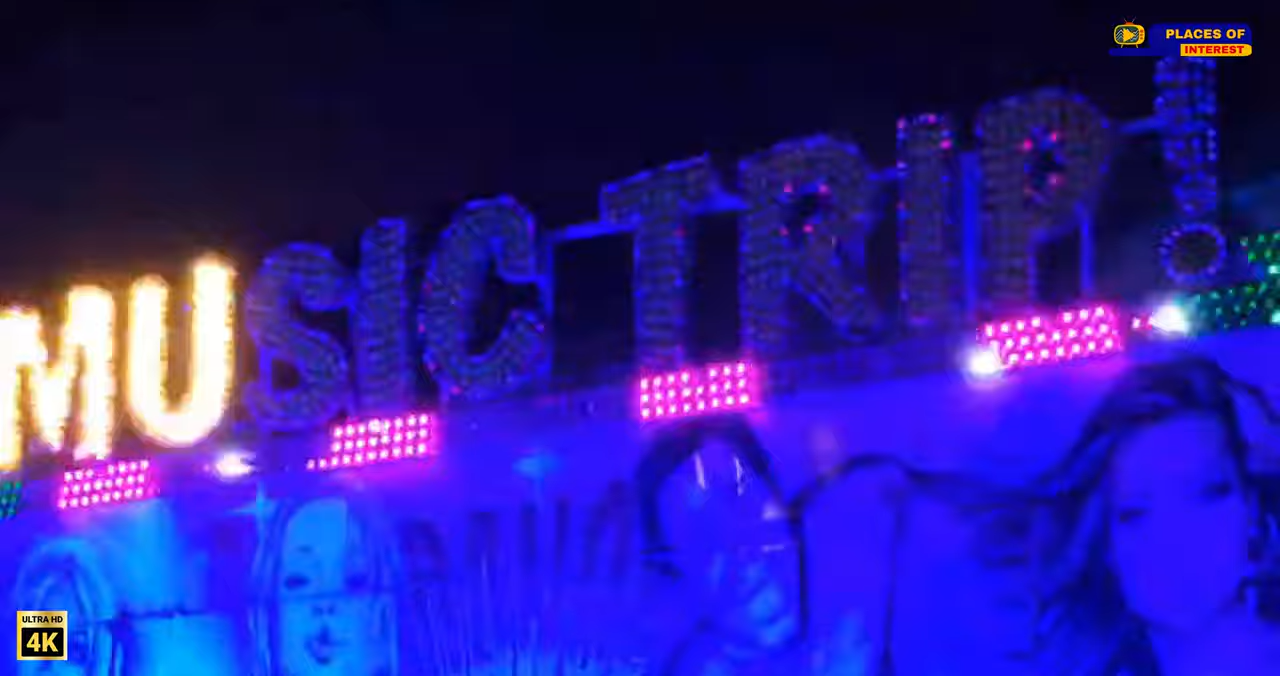 PLACES OF
INTEREST
MUSIC TRIP!
ULTRA HD
4K